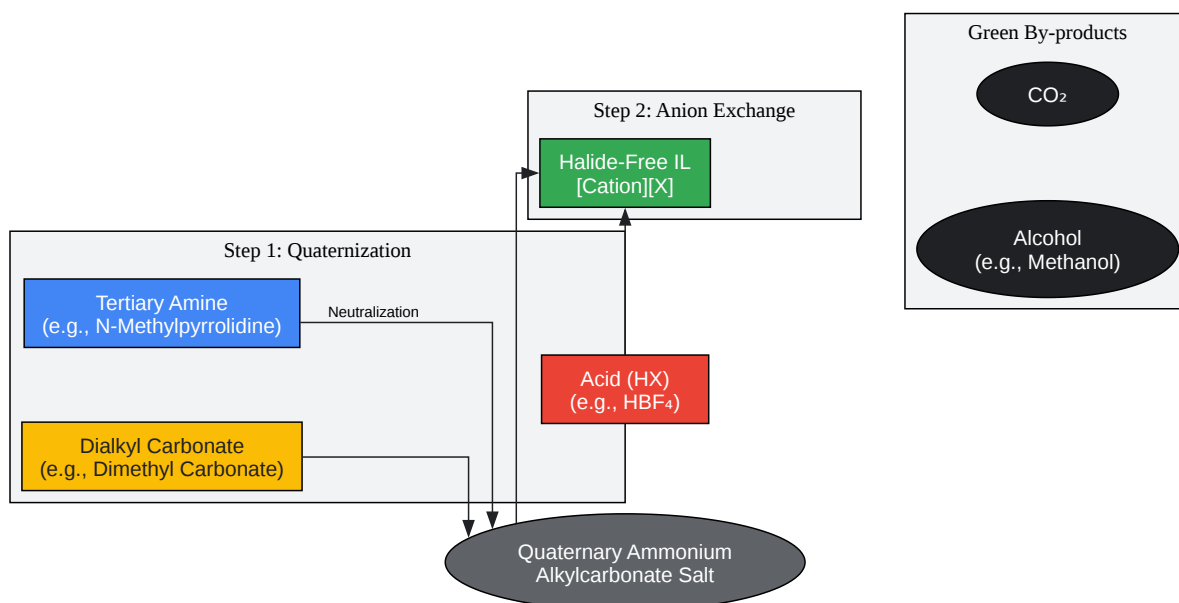 Green By-products
CO₂
Alcohol
(e.g., Methanol)
Step 2: Anion Exchange
Halide-Free IL
[Cation][X]
Step 1: Quaternization
Tertiary Amine
(e.g., N-Methylpyrrolidine)
Neutralization
Acid (HX)
(e.g., HBF₄)
Dialkyl Carbonate
(e.g., Dimethyl Carbonate)
Quaternary Ammonium
Alkylcarbonate Salt